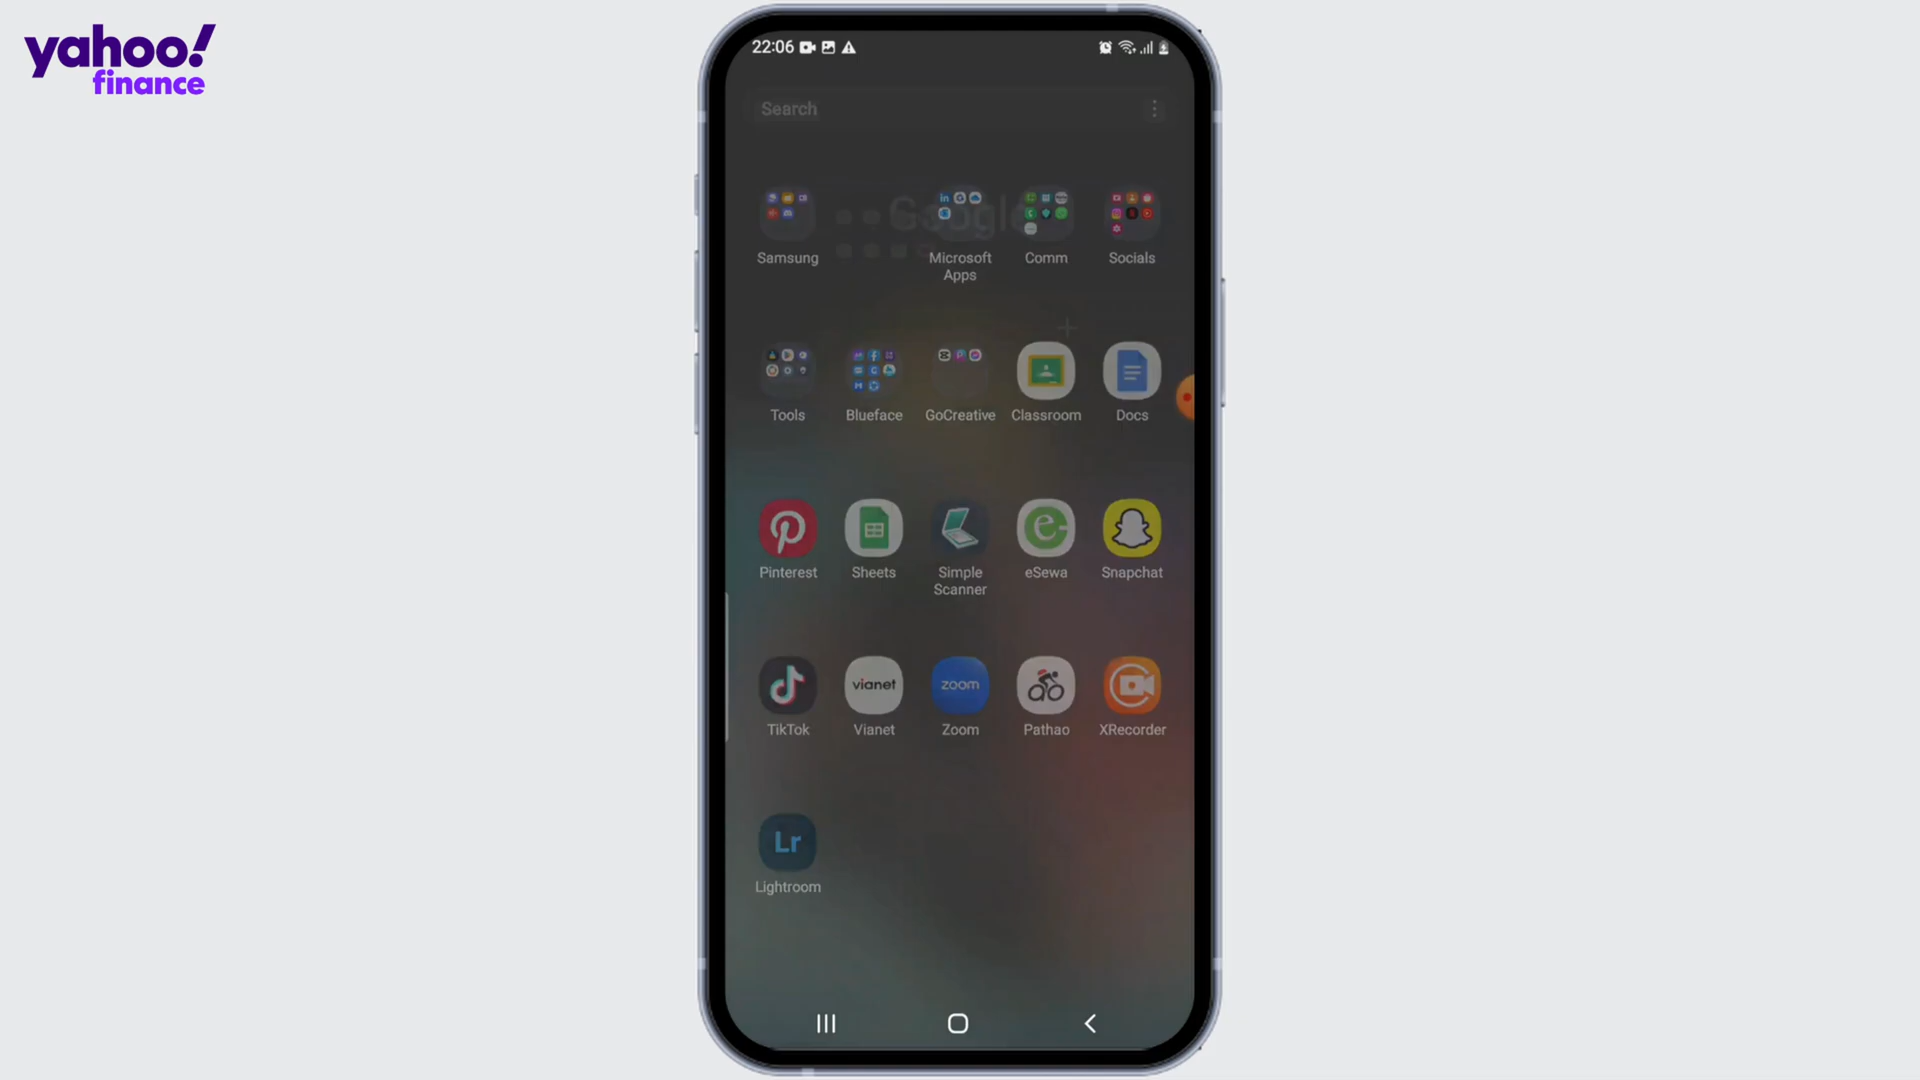 yahoo!
finance
22:06
Search
Google
Samsung
Microsoft Apps
Comm
Socials
Tools
Blueface
GoCreative
Classroom
Docs
Pinterest
Sheets
Simple Scanner
eSewa
Snapchat
vianet
zoom
TikTok
Vianet
Zoom
Pathao
XRecorder
Lr
Lightroom